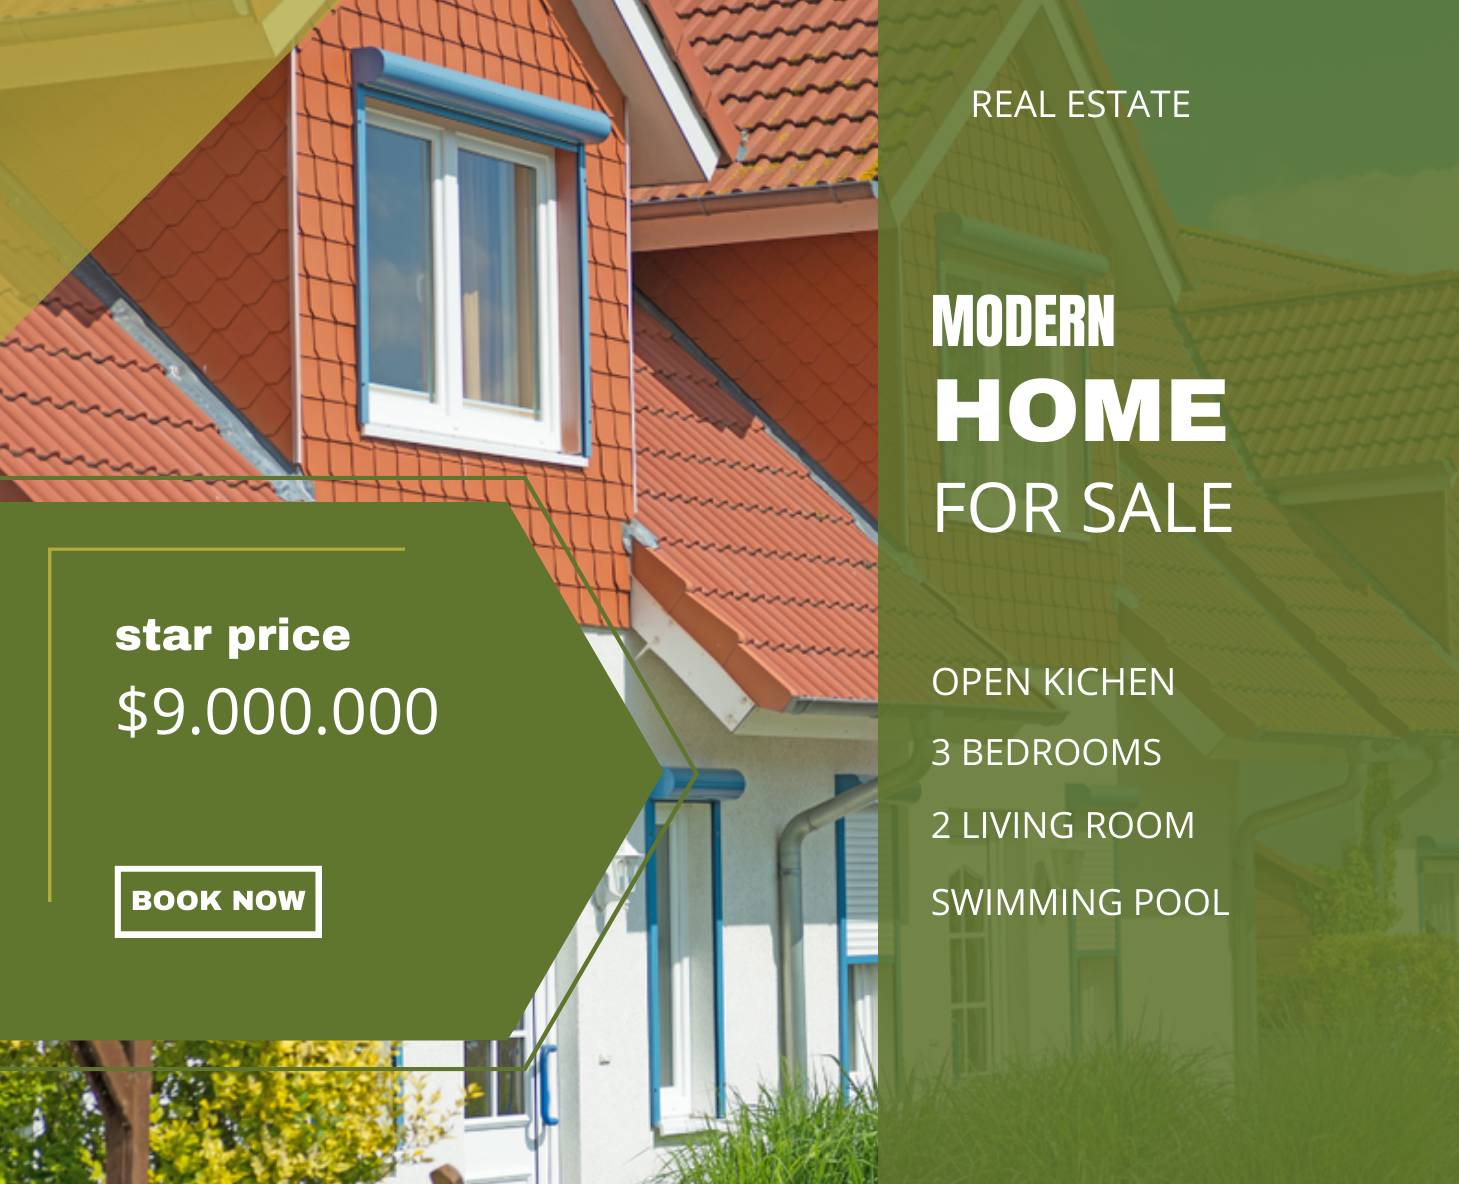 REAL ESTATE
MODERN
HOME
FOR SALE
OPEN KICHEN
3 BEDROOMS
2 LIVING ROOM
SWIMMING POOL
star price
$9.000.000
BOOK NOW